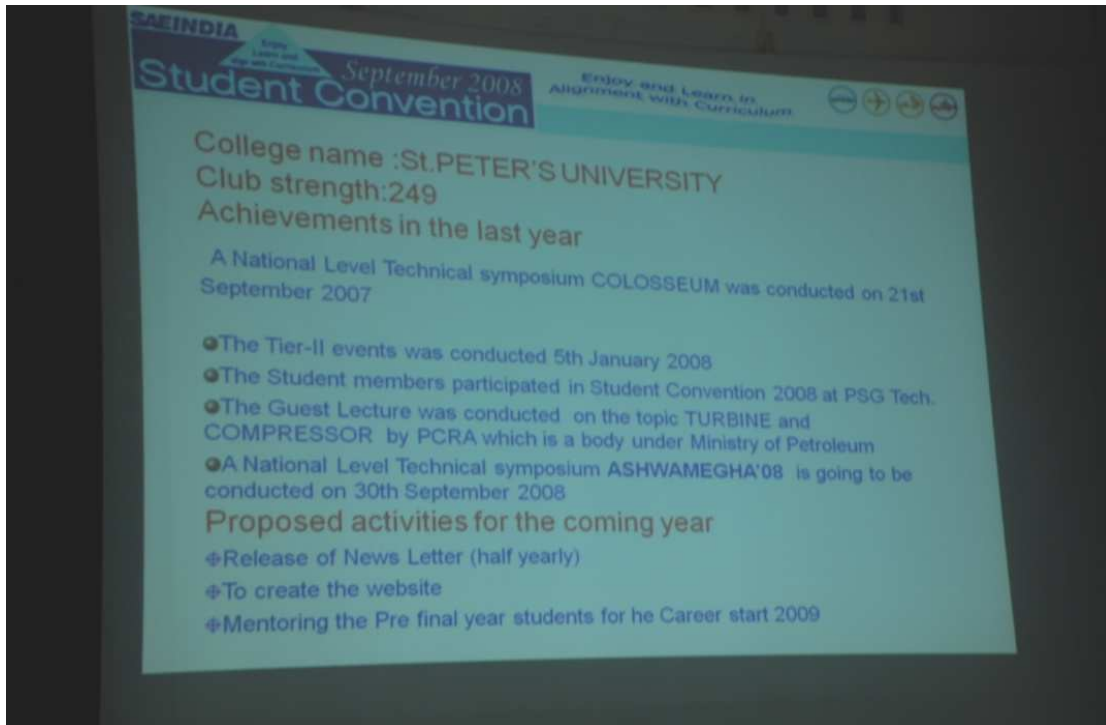 SAEINDIA
Enjoy
Learn and
Align with Curriculum
September 2008
Student Convention
Enjoy and Learn in
Alignment with Curriculum
College name :St.PETER'S UNIVERSITY
Club strength:249
Achievements in the last year
A National Level Technical symposium COLOSSEUM was conducted on 21st
September 2007
The Tier-II events was conducted 5th January 2008
The Student members participated in Student Convention 2008 at PSG Tech.
The Guest Lecture was conducted on the topic TURBINE and
COMPRESSOR by PCRA which is a body under Ministry of Petroleum
A National Level Technical symposium ASHWAMEGHA'08 is going to be
conducted on 30th September 2008
Proposed activities for the coming year
Release of News Letter (half yearly)
To create the website
Mentoring the Pre final year students for he Career start 2009